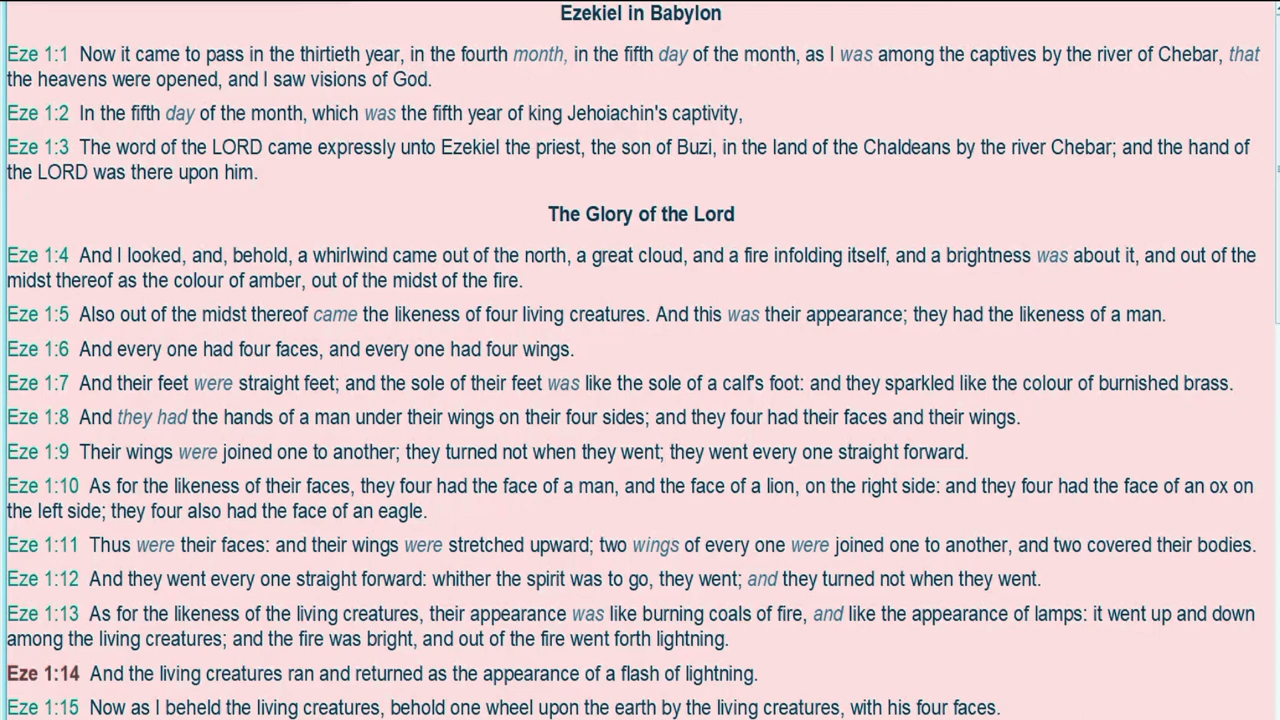 Ezekiel in Babylon
Eze 1:1 Now it came to pass in the thirtieth year, in the fourth month, in the fifth day of the month, as I was among the captives by the river of Chebar, that
the heavens were opened, and I saw visions of God.
Eze 1:2 In the fifth day of the month, which was the fifth year of king Jehoiachin's captivity,
Eze 1:3 The word of the LORD came expressly unto Ezekiel the priest, the son of Buzi, in the land of the Chaldeans by the river Chebar; and the hand of
the LORD was there upon him.
The Glory of the Lord
Eze 1:4 And I looked, and, behold, a whirlwind came out of the north, a great cloud, and a fire infolding itself, and a brightness was about it, and out of the
midst thereof as the colour of amber, out of the midst of the fire.
Eze 1:5 Also out of the midst thereof came the likeness of four living creatures. And this was their appearance; they had the likeness of a man.
Eze 1:6 And every one had four faces, and every one had four wings.
Eze 1:7 And their feet were straight feet; and the sole of their feet was like the sole of a calf's foot: and they sparkled like the colour of burnished brass.
Eze 1:8 And they had the hands of a man under their wings on their four sides; and they four had their faces and their wings.
Eze 1:9 Their wings were joined one to another; they turned not when they went; they went every one straight forward.
Eze 1:10 As for the likeness of their faces, they four had the face of a man, and the face of a lion, on the right side: and they four had the face of an ox on
the left side; they four also had the face of an eagle.
Eze 1:11 Thus were their faces: and their wings were stretched upward; two wings of every one were joined one to another, and two covered their bodies.
Eze 1:12 And they went every one straight forward: whither the spirit was to go, they went; and they turned not when they went.
Eze 1:13 As for the likeness of the living creatures, their appearance was like burning coals of fire, and like the appearance of lamps: it went up and down
among the living creatures; and the fire was bright, and out of the fire went forth lightning.
Eze 1:14 And the living creatures ran and returned as the appearance of a flash of lightning.
Eze 1:15 Now as I beheld the living creatures, behold one wheel upon the earth by the living creatures, with his four faces.